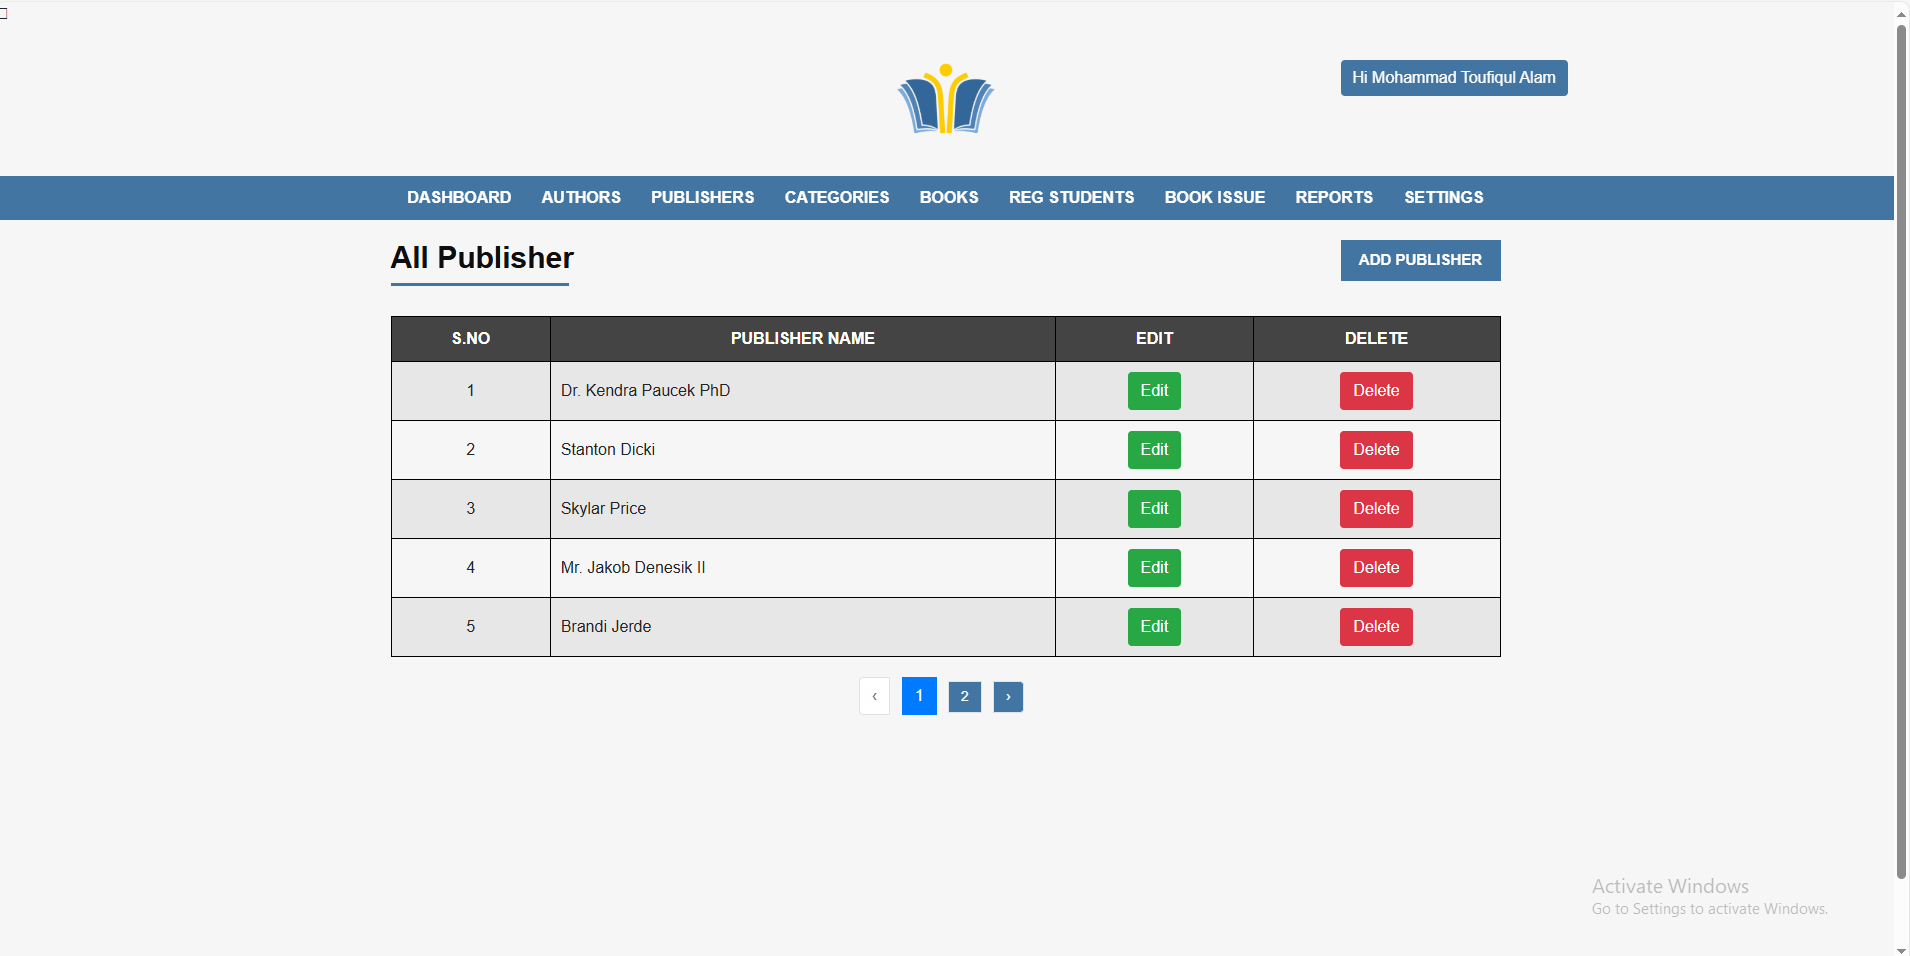 Hi Mohammad Toufiqul Alam
DASHBOARD AUTHORS PUBLISHERS CATEGORIES BOOKS REG STUDENTS BOOK ISSUE REPORTS SETTINGS
All Publisher
ADD PUBLISHER
S.NO PUBLISHER NAME EDIT DELETE
1 Dr. Kendra Paucek PhD Edit Delete
2 Stanton Dicki Edit Delete
3 Skylar Price Edit Delete
4 Mr. Jakob Denesik II Edit Delete
5 Brandi Jerde Edit Delete
‹ 1 2 ›
Activate Windows
Go to Settings to activate Windows.